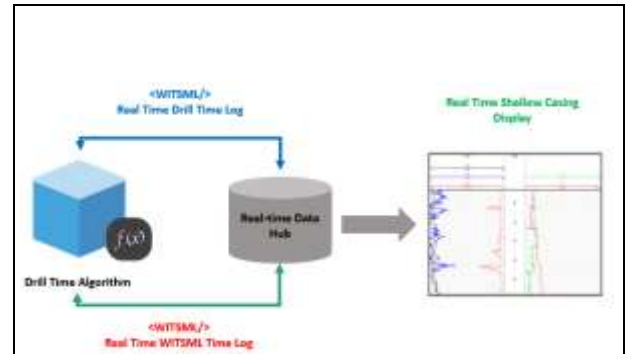 <WITSML/>
Real Time Drill Time Log
Real Time Shallow Casing
Display
Real-time Data
Hub
f(x)
Drill Time Algorithm
<WITSML/>
Real Time WITSML Time Log